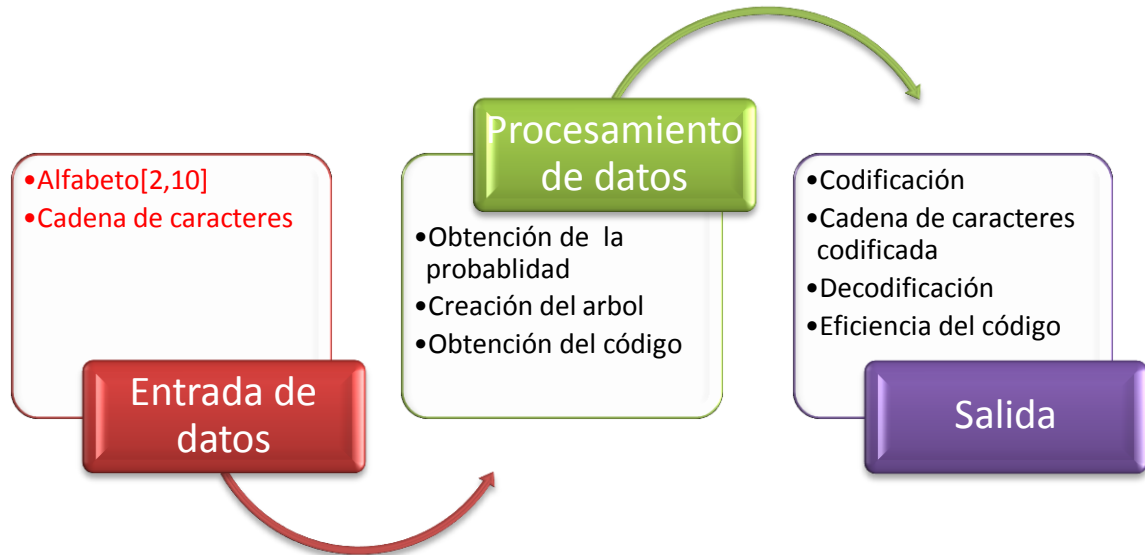 •Alfabeto[2,10]
•Cadena de caracteres
Entrada de
datos
Procesamiento
de datos
•Obtención de la
probablidad
•Creación del arbol
•Obtención del código
•Codificación
•Cadena de caracteres
codificada
•Decodificación
•Eficiencia del código
Salida